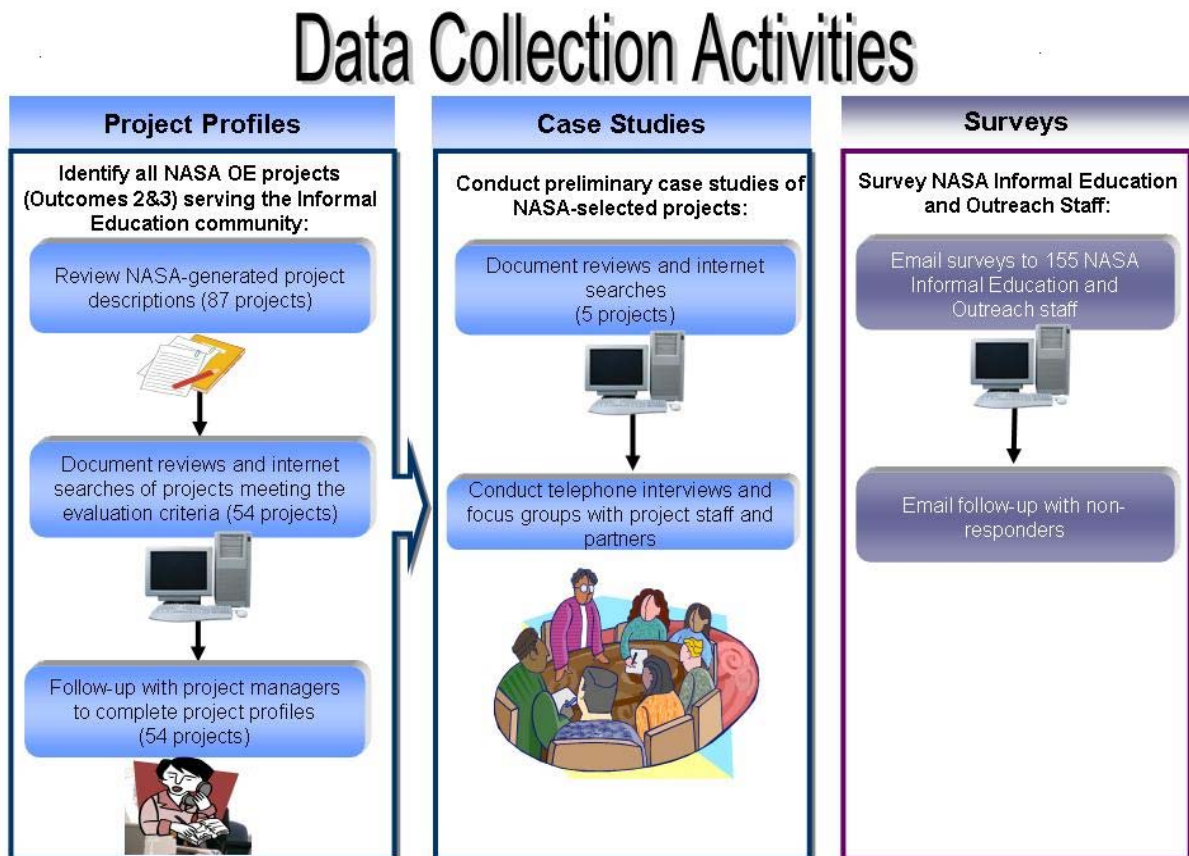 Data Collection Activities
Project Profiles
Identify all NASA OE projects
(Outcomes 2&3) serving the Informal
Education community:
Review NASA-generated project
descriptions (87 projects)
Document reviews and internet
searches of projects meeting the
evaluation criteria (54 projects)
Follow-up with project managers
to complete project profiles
(54 projects)
Case Studies
Conduct preliminary case studies of
NASA-selected projects:
Document reviews and internet
searches
(5 projects)
Conduct telephone interviews and
focus groups with project staff and
partners
Surveys
Survey NASA Informal Education
and Outreach Staff:
Email surveys to 155 NASA
Informal Education and
Outreach staff
Email follow-up with non-
responders